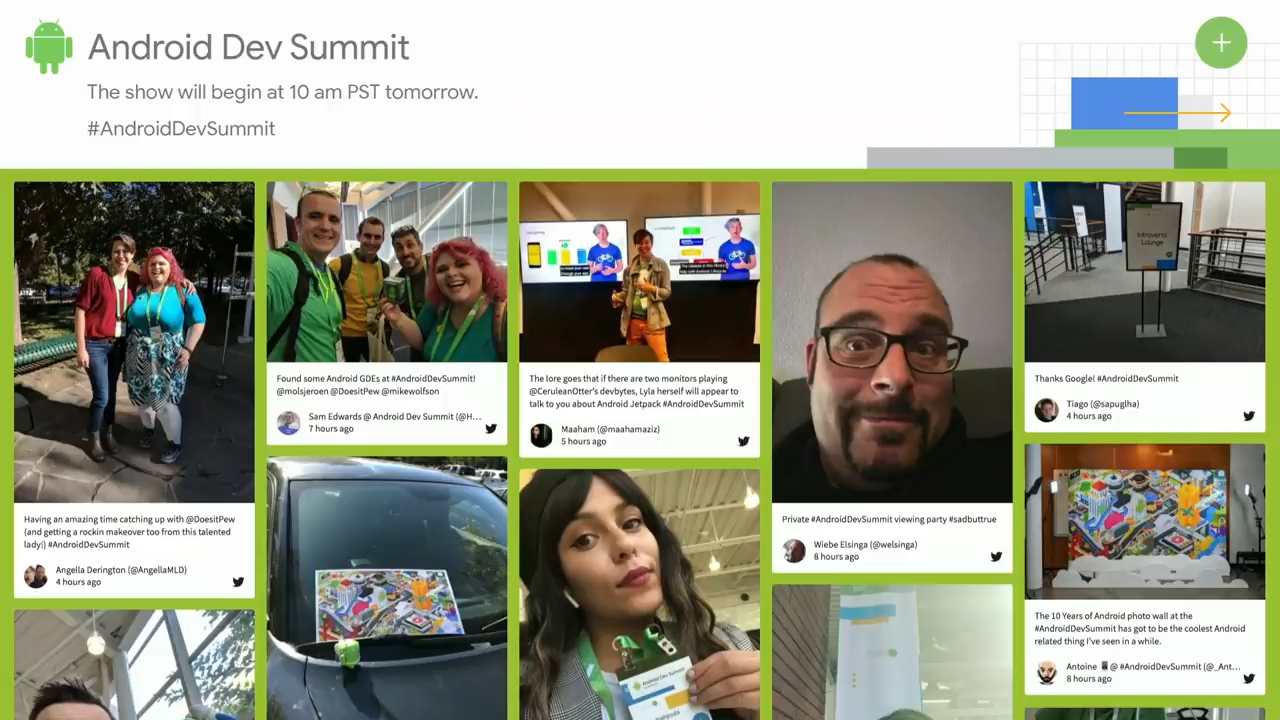 Android Dev Summit
The show will begin at 10 am PST tomorrow.
#AndroidDevSummit
Having an amazing time catching up with @DoesitPew
(and getting a rockin makeover too from this talented
lady!) #AndroidDevSummit
Angella Derington (@AngellaMLD)
4 hours ago
Found some Android GDEs at #AndroidDevSummit!
@molsjeroen @DoesitPew @mikewolfson
Sam Edwards @ Android Dev Summit (@H...
7 hours ago
The lore goes that if there are two monitors playing
@CeruleanOtter's devbytes, Lyla herself will appear to
talk to you about Android Jetpack #AndroidDevSummit
Maaham (@maahamaziz)
5 hours ago
Android Dev Summit
Private #AndroidDevSummit viewing party #sadbuttrue
Wiebe Elsinga (@welsinga)
8 hours ago
Introverts'
Lounge
Thanks Google! #AndroidDevSummit
Tiago (@sapuglha)
4 hours ago
The 10 Years of Android photo wall at the
#AndroidDevSummit has got to be the coolest Android
related thing I've seen in a while.
Antoine @ #AndroidDevSummit (@_Ant...
8 hours ago